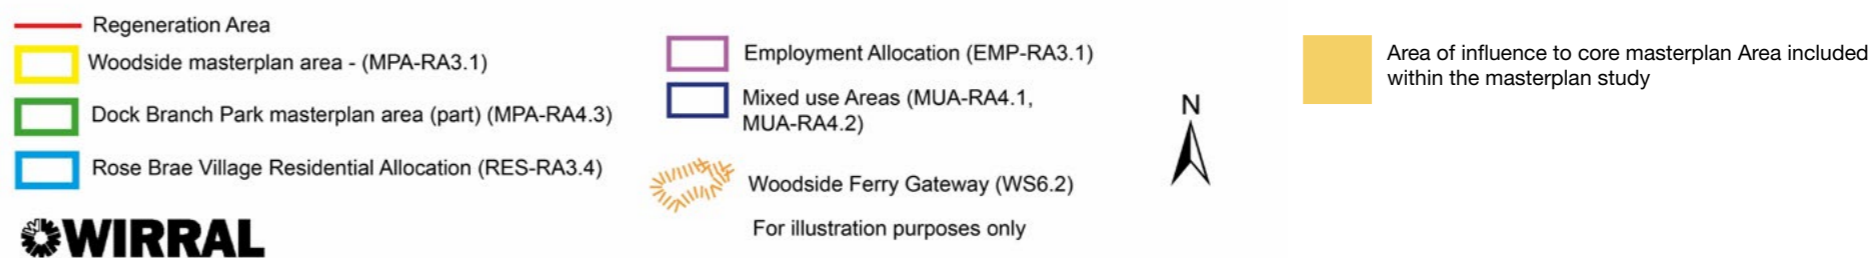 Regeneration Area
Woodside masterplan area - (MPA-RA3.1)
Dock Branch Park masterplan area (part) (MPA-RA4.3)
Rose Brae Village Residential Allocation (RES-RA3.4)
WIRRAL
Employment Allocation (EMP-RA3.1)
Mixed use Areas (MUA-RA4.1,
MUA-RA4.2)
Woodside Ferry Gateway (WS6.2)
For illustration purposes only
N
Area of influence to core masterplan Area included
within the masterplan study